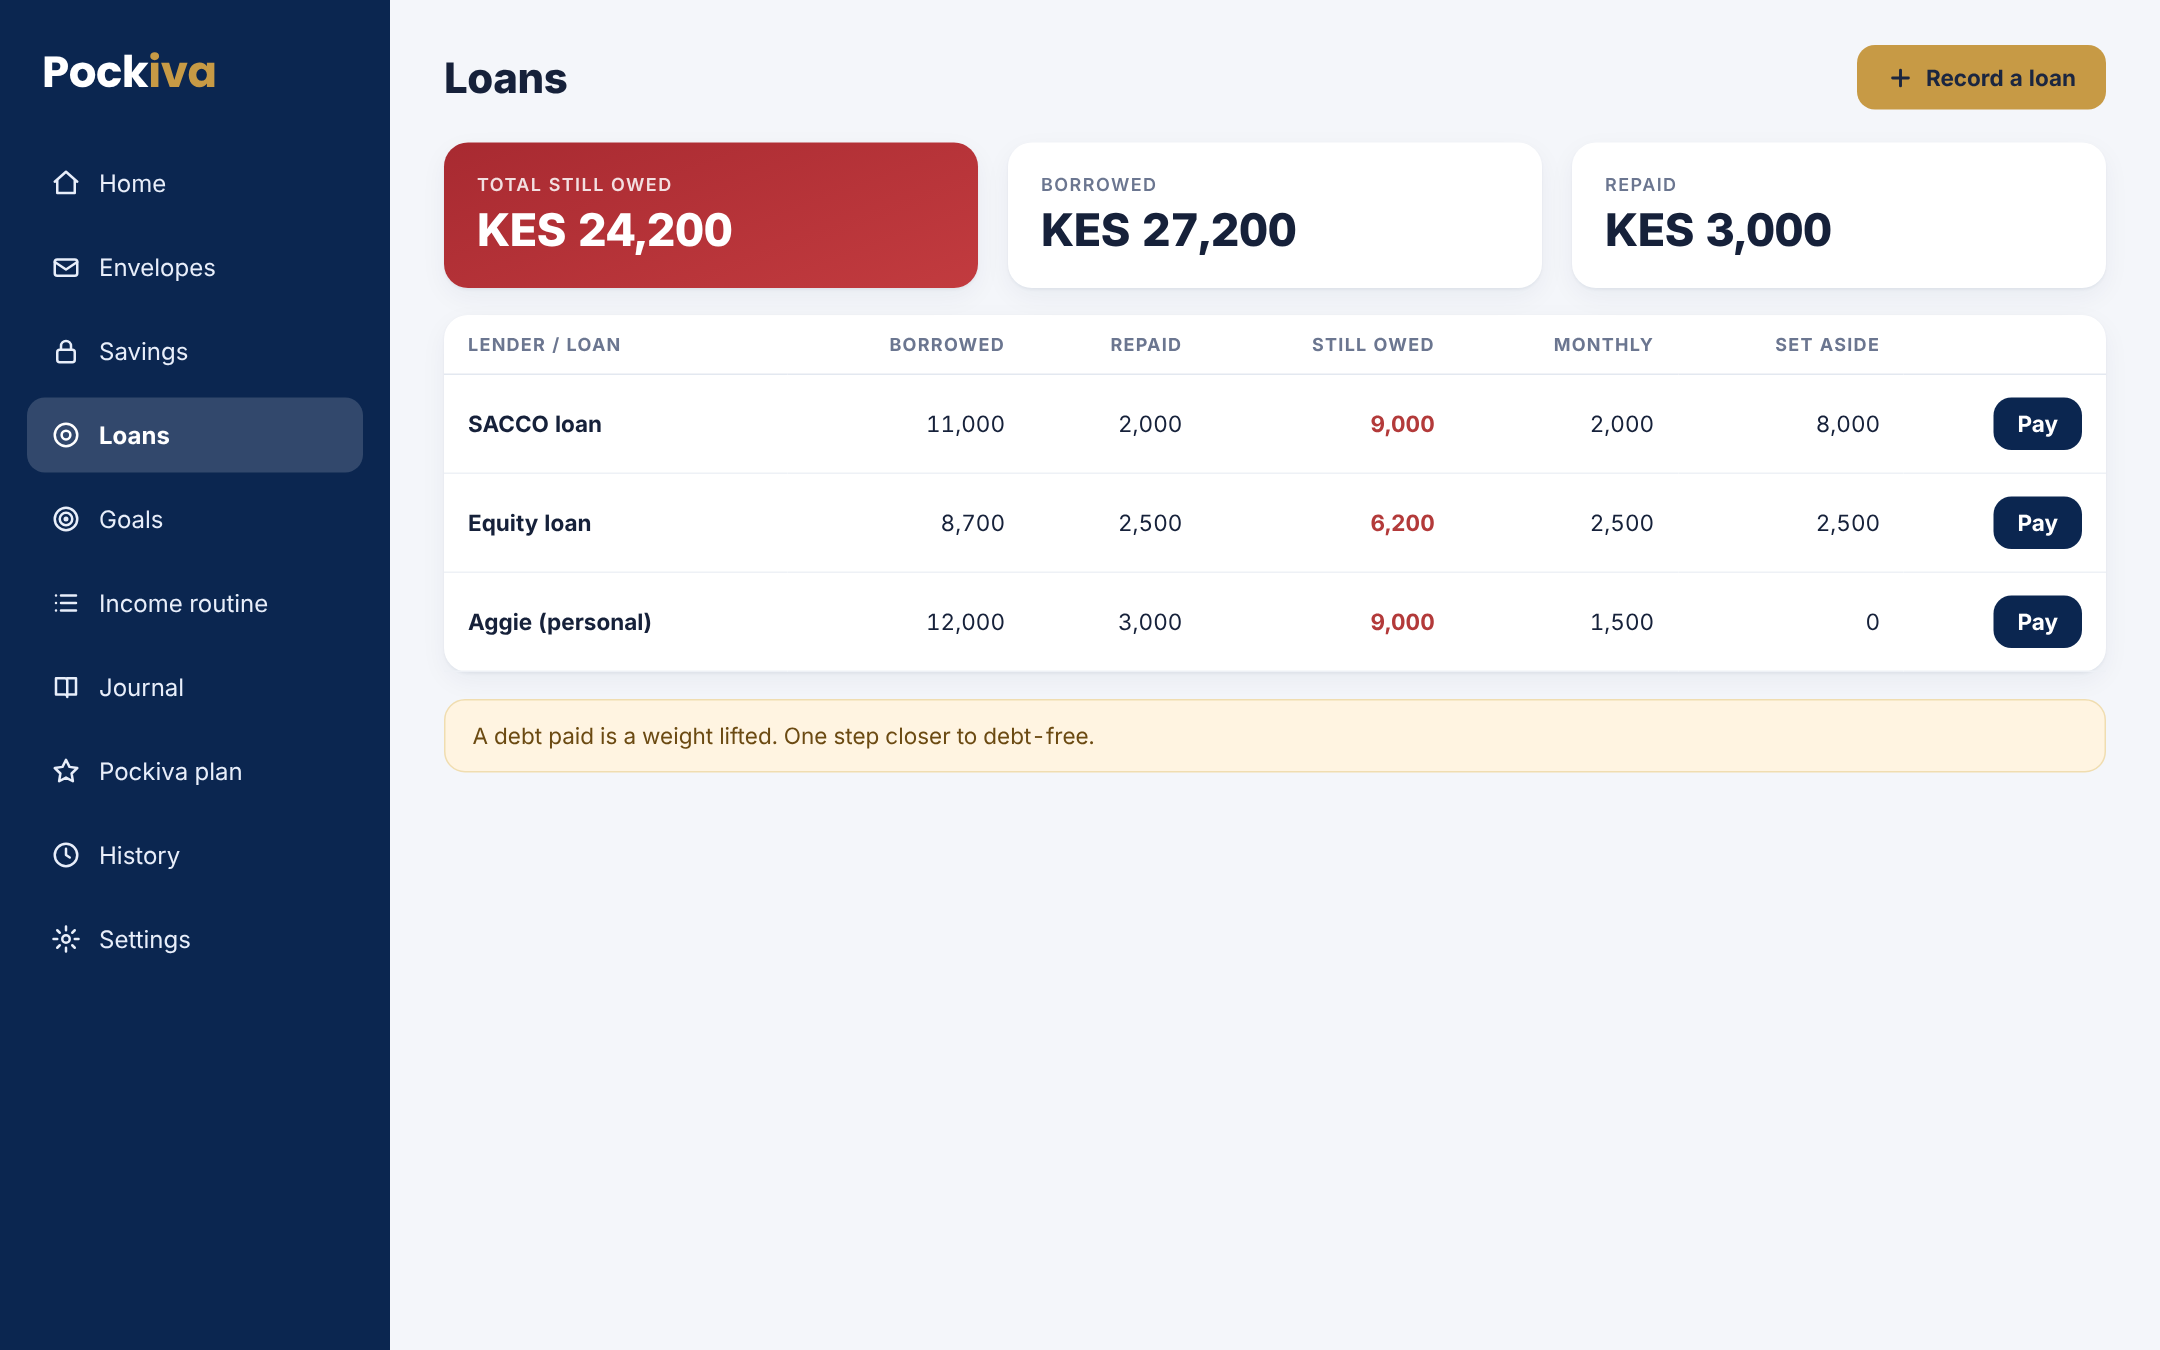 Pockiva
Home
Envelopes
Savings
Loans
Goals
Income routine
Journal
Pockiva plan
History
Settings
Loans
+ Record a loan
TOTAL STILL OWED
KES 24,200
BORROWED
KES 27,200
REPAID
KES 3,000
LENDER / LOAN BORROWED REPAID STILL OWED MONTHLY SET ASIDE
SACCO loan 11,000 2,000 9,000 2,000 8,000 Pay
Equity loan 8,700 2,500 6,200 2,500 2,500 Pay
Aggie (personal) 12,000 3,000 9,000 1,500 0 Pay
A debt paid is a weight lifted. One step closer to debt-free.